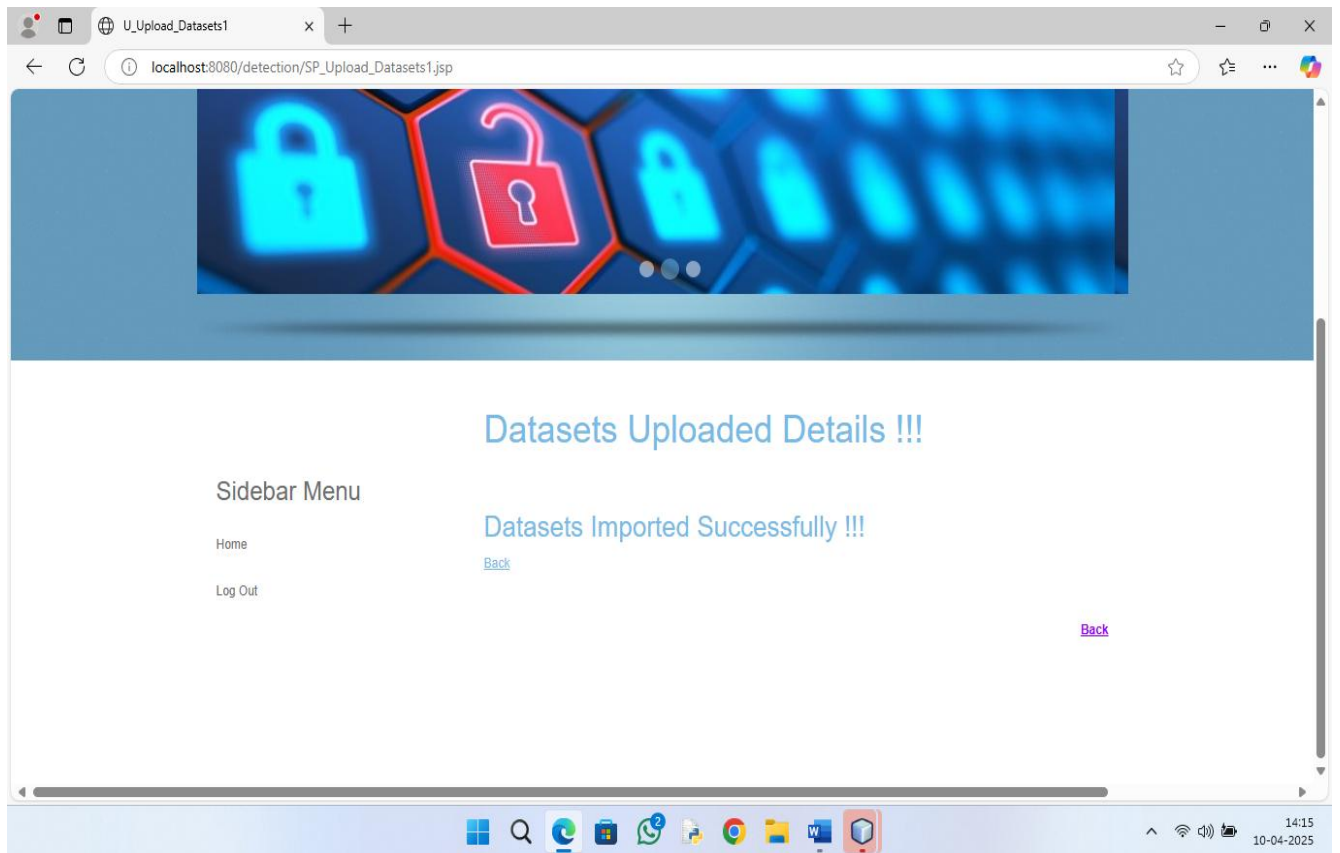 U_Upload_Datasets1
localhost:8080/detection/SP_Upload_Datasets1.jsp
Datasets Uploaded Details !!!
Sidebar Menu
Datasets Imported Successfully !!!
Home
Back
Log Out
Back
2
14:15
10-04-2025